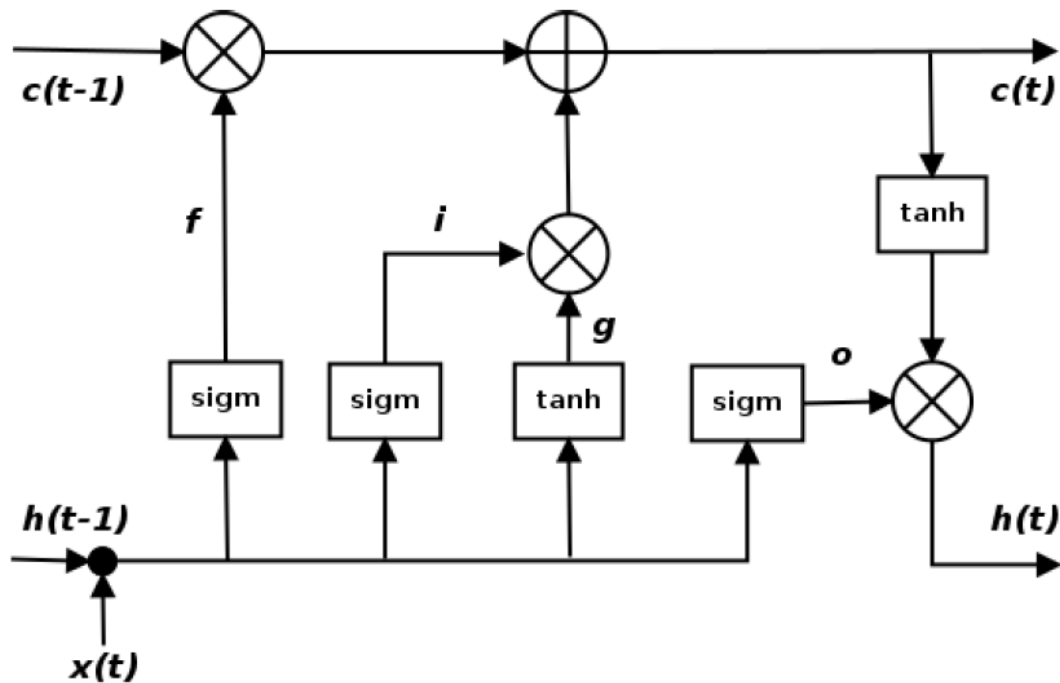 c(t-1)
c(t)
tanh
f
i
g
o
sigm
sigm
tanh
sigm
h(t-1)
h(t)
x(t)